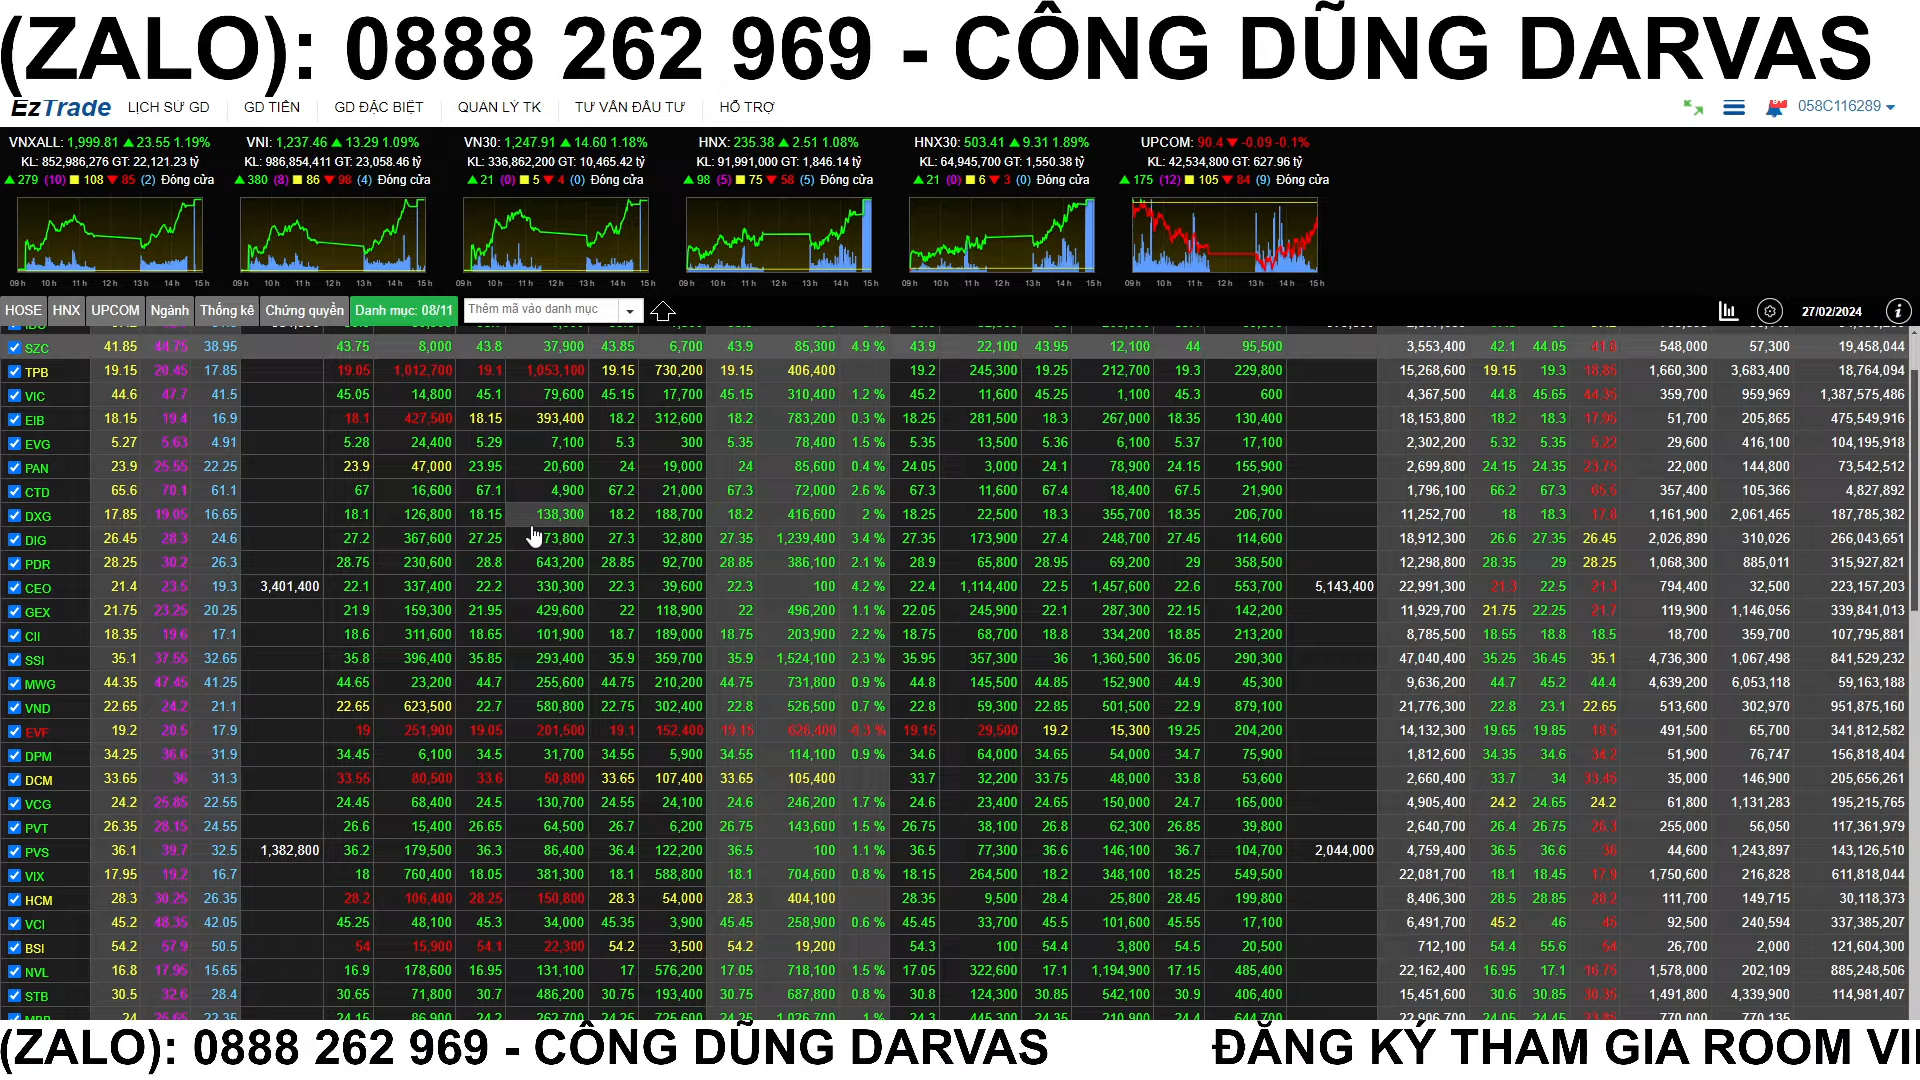 (ZALO): 0888 262 969 - CÔNG DŨNG DARVAS
EzTrade LỊCH SỬ GD GD TIỀN GD ĐẶC BIỆT QUẢN LÝ TK TƯ VẤN ĐẦU TƯ HỖ TRỢ 058C116289
VNXALL: 1,999.81 23.55 1.19% VNI: 1,237.46 13.29 1.09% VN30: 1,247.91 14.60 1.18% HNX: 235.38 2.51 1.08% HNX30: 503.41 9.31 1.89% UPCOM: 90.4 -0.09 -0.1%
KL: 852,986,276 GT: 22,121.23 tỷ KL: 986,854,411 GT: 23,058.46 tỷ KL: 336,862,200 GT: 10,465.42 tỷ KL: 91,991,000 GT: 1,846.14 tỷ KL: 64,945,700 GT: 1,550.38 tỷ KL: 42,534,800 GT: 627.96 tỷ
279 (10) 108 85 (2) Đóng cửa 380 (8) 86 98 (4) Đóng cửa 21 (0) 5 4 (0) Đóng cửa 98 (5) 75 58 (5) Đóng cửa 21 (0) 6 3 (0) Đóng cửa 175 (12) 105 84 (9) Đóng cửa
09h 10h 11h 12h 13h 14h 15h 09h 10h 11h 12h 13h 14h 15h 09h 10h 11h 12h 13h 14h 15h 09h 10h 11h 12h 13h 14h 15h 09h 10h 11h 12h 13h 14h 15h 09h 10h 11h 12h 13h 14h 15h
HOSE HNX UPCOM Ngành Thống kê Chứng quyền Danh mục: 08/11 Thêm mã vào danh mục 27/02/2024
SZC 41.85 44.75 38.95 43.75 8,000 43.8 37,900 43.85 6,700 43.9 85,300 4.9 % 43.9 22,100 43.95 12,100 44 95,500 3,553,400 42.1 44.05 41.8 548,000 57,300 19,458,044
TPB 19.15 20.45 17.85 19.05 1,012,700 19.1 1,053,100 19.15 730,200 19.15 406,400 19.2 245,300 19.25 212,700 19.3 229,800 15,268,600 19.15 19.3 18.85 1,660,300 3,683,400 18,764,094
VIC 44.6 47.7 41.5 45.05 14,800 45.1 79,600 45.15 17,700 45.15 310,400 1.2 % 45.2 11,600 45.25 1,100 45.3 600 4,367,500 44.8 45.65 44.35 359,700 959,969 1,387,575,486
EIB 18.15 19.4 16.9 18.1 427,500 18.15 393,400 18.2 312,600 18.2 783,200 0.3 % 18.25 281,500 18.3 267,000 18.35 130,400 18,153,800 18.2 18.3 17.95 51,700 205,865 475,549,916
EVG 5.27 5.63 4.91 5.28 24,400 5.29 7,100 5.3 300 5.35 78,400 1.5 % 5.35 13,500 5.36 6,100 5.37 17,100 2,302,200 5.32 5.35 5.22 29,600 416,100 104,195,918
PAN 23.9 25.55 22.25 23.9 47,000 23.95 20,600 24 19,000 24 85,600 0.4 % 24.05 3,000 24.1 78,900 24.15 155,900 2,699,800 24.15 24.35 23.75 22,000 144,800 73,542,512
CTD 65.6 70.1 61.1 67 16,600 67.1 4,900 67.2 21,000 67.3 72,000 2.6 % 67.3 11,600 67.4 18,400 67.5 21,900 1,796,100 66.2 67.3 65.6 357,400 105,366 4,827,892
DXG 17.85 19.05 16.65 18.1 126,800 18.15 138,300 18.2 188,700 18.2 416,600 2 % 18.25 22,500 18.3 355,700 18.35 206,700 11,252,700 18 18.3 17.8 1,161,900 2,061,465 187,785,382
DIG 26.45 28.3 24.6 27.2 367,600 27.25 73,800 27.3 32,800 27.35 1,239,400 3.4 % 27.35 173,900 27.4 248,700 27.45 114,600 18,912,300 26.6 27.35 26.45 2,026,890 310,026 266,043,651
PDR 28.25 30.2 26.3 28.75 230,600 28.8 643,200 28.85 92,700 28.85 386,100 2.1 % 28.9 65,800 28.95 69,200 29 358,500 12,298,800 28.35 29 28.25 1,068,300 885,011 315,927,821
CEO 21.4 23.5 19.3 3,401,400 22.1 337,400 22.2 330,300 22.3 39,600 22.3 100 4.2 % 22.4 1,114,400 22.5 1,457,600 22.6 553,700 5,143,400 22,991,300 21.3 22.5 21.3 794,400 32,500 223,157,203
GEX 21.75 23.25 20.25 21.9 159,300 21.95 429,600 22 118,900 22 496,200 1.1 % 22.05 245,900 22.1 287,300 22.15 142,200 11,929,700 21.75 22.25 21.7 119,900 1,146,056 339,841,013
CII 18.35 19.6 17.1 18.6 311,600 18.65 101,900 18.7 189,000 18.75 203,900 2.2 % 18.75 68,700 18.8 334,200 18.85 213,200 8,785,500 18.55 18.8 18.5 18,700 359,700 107,795,881
SSI 35.1 37.55 32.65 35.8 396,400 35.85 293,400 35.9 359,700 35.9 1,524,100 2.3 % 35.95 357,300 36 1,360,500 36.05 290,300 47,040,400 35.25 36.45 35.1 4,736,300 1,067,498 841,529,232
MWG 44.35 47.45 41.25 44.65 23,200 44.7 255,600 44.75 210,200 44.75 731,800 0.9 % 44.8 145,500 44.85 152,900 44.9 45,300 9,636,200 44.7 45.2 44.4 4,639,200 6,053,118 59,163,188
VND 22.65 24.2 21.1 22.65 623,500 22.7 580,800 22.75 302,400 22.8 526,500 0.7 % 22.8 59,300 22.85 501,500 22.9 879,100 21,776,300 22.8 23.1 22.65 513,600 302,970 951,875,160
EVF 19.2 20.5 17.9 19 251,900 19.05 201,500 19.1 152,400 19.15 626,400 -0.3 % 19.15 29,500 19.2 15,300 19.25 204,200 14,132,300 19.65 19.85 18.6 491,500 65,700 341,812,582
DPM 34.25 36.6 31.9 34.45 6,100 34.5 31,700 34.55 5,900 34.55 114,100 0.9 % 34.6 64,000 34.65 54,000 34.7 75,900 1,812,600 34.35 34.6 34.2 51,900 76,747 156,818,404
DCM 33.65 36 31.3 33.55 80,500 33.6 50,800 33.65 107,400 33.65 105,400 33.7 32,200 33.75 48,000 33.8 53,600 2,660,400 33.7 34 33.45 35,000 146,900 205,656,261
VCG 24.2 25.85 22.55 24.45 68,400 24.5 130,700 24.55 24,100 24.6 246,200 1.7 % 24.6 23,400 24.65 150,000 24.7 165,000 4,905,400 24.2 24.65 24.2 61,800 1,131,283 195,215,765
PVT 26.35 28.15 24.55 26.6 15,400 26.65 64,500 26.7 6,200 26.75 143,600 1.5 % 26.75 38,100 26.8 62,300 26.85 39,800 2,640,700 26.4 26.75 26.3 255,000 56,050 117,361,979
PVS 36.1 39.7 32.5 1,382,800 36.2 179,500 36.3 86,400 36.4 122,200 36.5 100 1.1 % 36.5 77,300 36.6 146,100 36.7 104,700 2,044,000 4,759,400 36.5 36.6 36 44,600 1,243,897 143,126,510
VIX 17.95 19.2 16.7 18 760,400 18.05 381,300 18.1 588,800 18.1 704,600 0.8 % 18.15 264,500 18.2 348,100 18.25 549,500 22,081,700 18.1 18.45 17.9 1,750,600 216,828 611,818,044
HCM 28.3 30.25 26.35 28.2 106,400 28.25 150,800 28.3 54,000 28.3 404,100 28.35 9,500 28.4 25,800 28.45 199,800 8,406,300 28.5 28.85 28.2 111,700 149,715 30,118,373
VCI 45.2 48.35 42.05 45.25 48,100 45.3 34,000 45.35 3,900 45.45 258,900 0.6 % 45.45 33,700 45.5 101,600 45.55 17,100 6,491,700 45.2 46 45 92,500 240,594 337,385,207
BSI 54.2 57.9 50.5 54 15,900 54.1 22,300 54.2 3,500 54.2 19,200 54.3 100 54.4 3,800 54.5 20,500 712,100 54.4 55.6 54 26,700 2,000 121,604,300
NVL 16.8 17.95 15.65 16.9 178,600 16.95 131,100 17 576,200 17.05 718,100 1.5 % 17.05 322,600 17.1 1,194,900 17.15 485,400 22,162,400 16.95 17.1 16.75 1,578,000 202,109 885,248,506
STB 30.5 32.6 28.4 30.65 71,800 30.7 486,200 30.75 193,400 30.75 687,800 0.8 % 30.8 124,300 30.85 542,100 30.9 406,400 15,451,600 30.6 30.85 30.35 1,491,800 4,339,900 114,981,407
(ZALO): 0888 262 969 - CÔNG DŨNG DARVAS ĐĂNG KÝ THAM GIA ROOM